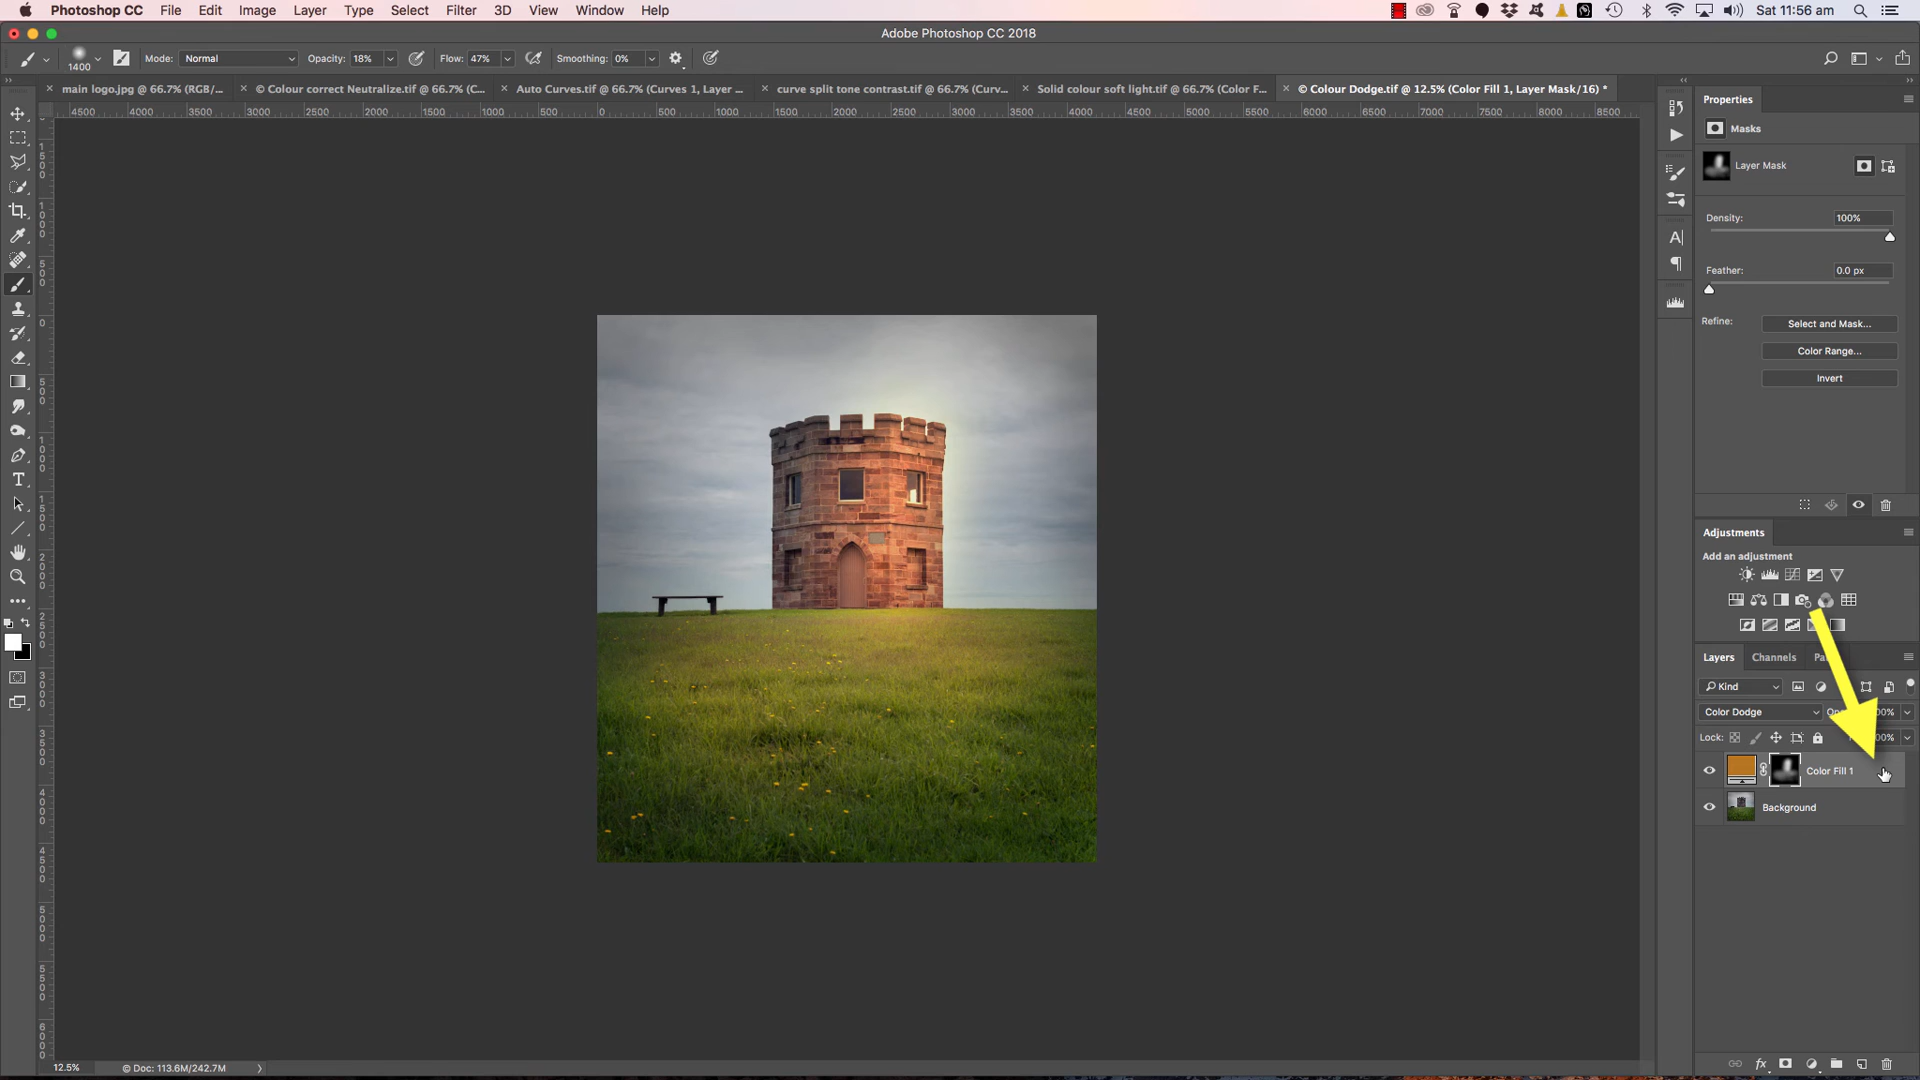 Photoshop CC File Edit Image Layer Type Select Filter 3D View Window Help Sat 11:56 am
Adobe Photoshop CC 2018
1400 Mode: Normal Opacity: 18% Flow: 47% Smoothing: 0%
main logo.jpg @ 66.7% (RGB/... © Colour correct Neutralize.tif @ 66.7% (C... Auto Curves.tif @ 66.7% (Curves 1, Layer ... curve split tone contrast.tif @ 66.7% (Curv... Solid colour soft light.tif @ 66.7% (Color F... © Colour Dodge.tif @ 12.5% (Color Fill 1, Layer Mask/16) *
4500 4000 3500 3000 2500 2000 1500 1000 500 0 500 1000 1500 2000 2500 3000 3500 4000 4500 5000 5500 6000 6500 7000 7500 8000 8500
Properties
Masks
Layer Mask
Density: 100%
Feather: 0.0 px
Refine: Select and Mask...
Color Range...
Invert
Adjustments
Add an adjustment
Layers Channels
Kind
Color Dodge
Lock:
Color Fill 1
Background
12.5% © Doc: 113.6M/242.7M